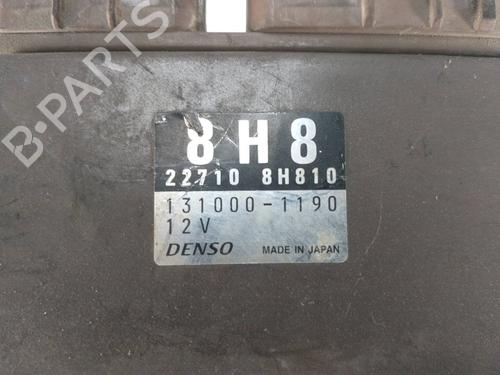 B-PARTS
8H8
22710 8H810
131000-1190
12V
DENSO MADE IN JAPAN